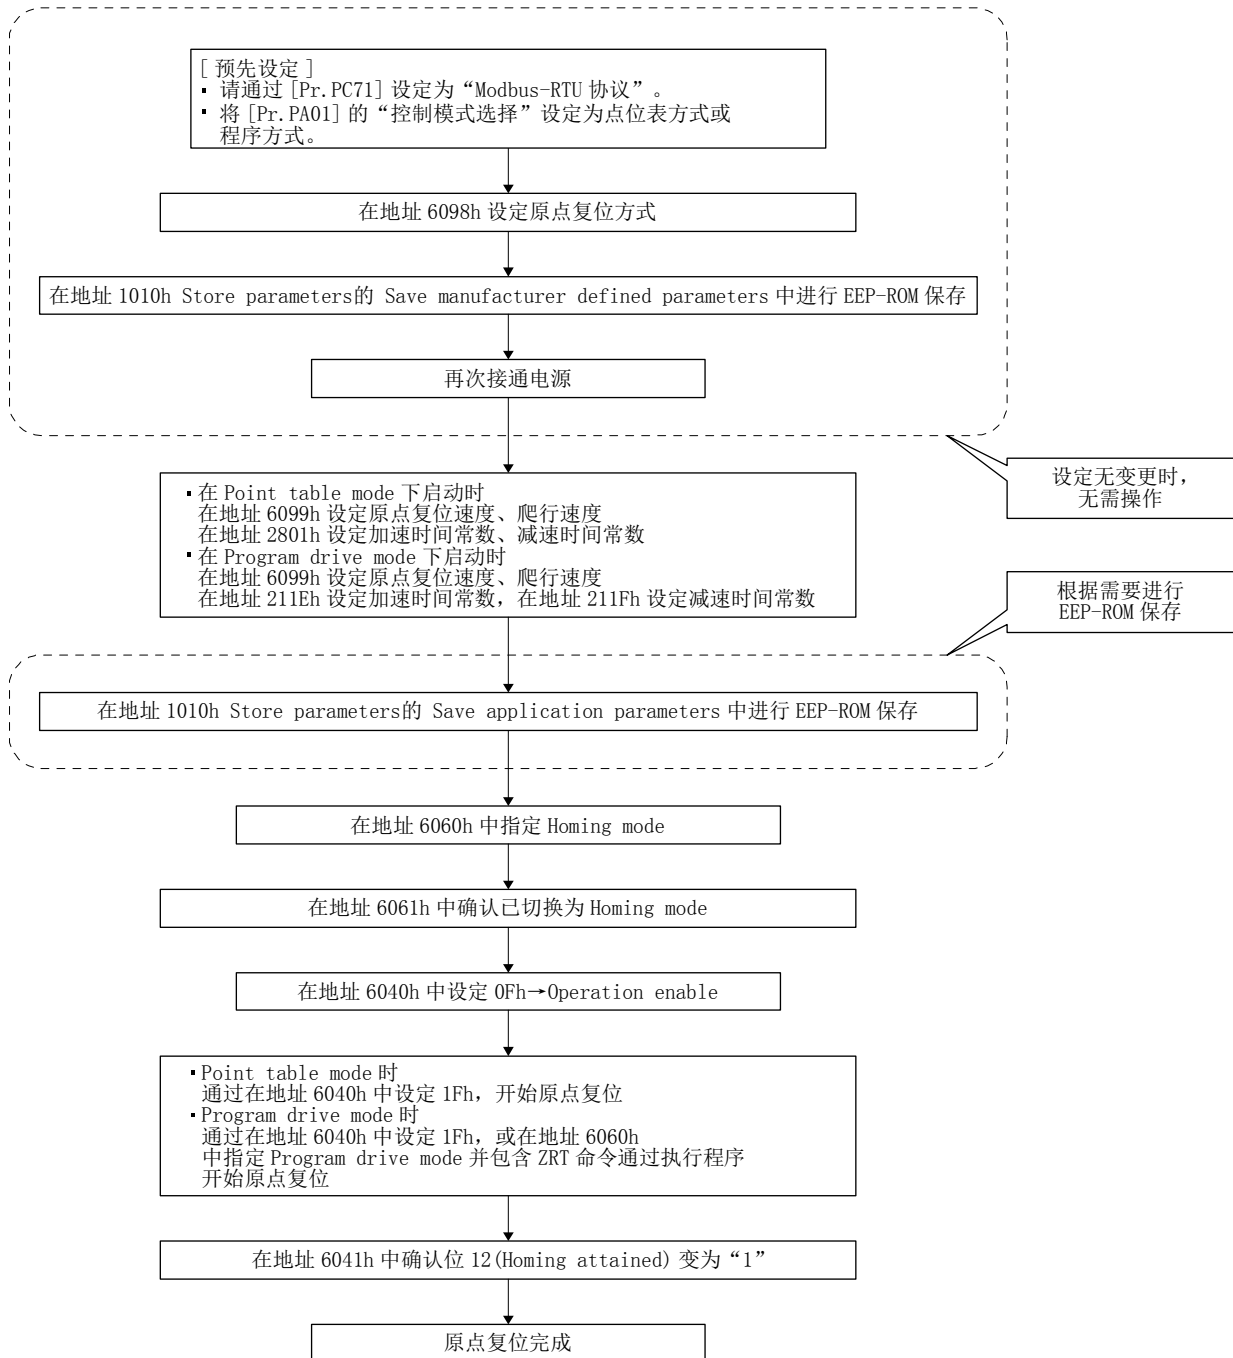 [ 预先设定 ]
▪ 请通过 [Pr.PC71] 设定为“Modbus-RTU 协议”。
▪ 将 [Pr.PA01] 的“控制模式选择”设定为点位表方式或
程序方式。
在地址 6098h 设定原点复位方式
在地址 1010h Store parameters的 Save manufacturer defined parameters 中进行 EEP-ROM 保存
再次接通电源
设定无变更时，
无需操作
▪ 在 Point table mode 下启动时
在地址 6099h 设定原点复位速度、爬行速度
在地址 2801h 设定加速时间常数、减速时间常数
▪ 在 Program drive mode 下启动时
在地址 6099h 设定原点复位速度、爬行速度
在地址 211Eh 设定加速时间常数，在地址 211Fh 设定减速时间常数
根据需要进行
EEP-ROM 保存
在地址 1010h Store parameters的 Save application parameters 中进行 EEP-ROM 保存
在地址 6060h 中指定 Homing mode
在地址 6061h 中确认已切换为 Homing mode
在地址 6040h 中设定 0Fh→Operation enable
▪ Point table mode 时
通过在地址 6040h 中设定 1Fh，开始原点复位
▪ Program drive mode 时
通过在地址 6040h 中设定 1Fh，或在地址 6060h
中指定 Program drive mode 并包含 ZRT 命令通过执行程序
开始原点复位
在地址 6041h 中确认位 12(Homing attained) 变为“1”
原点复位完成